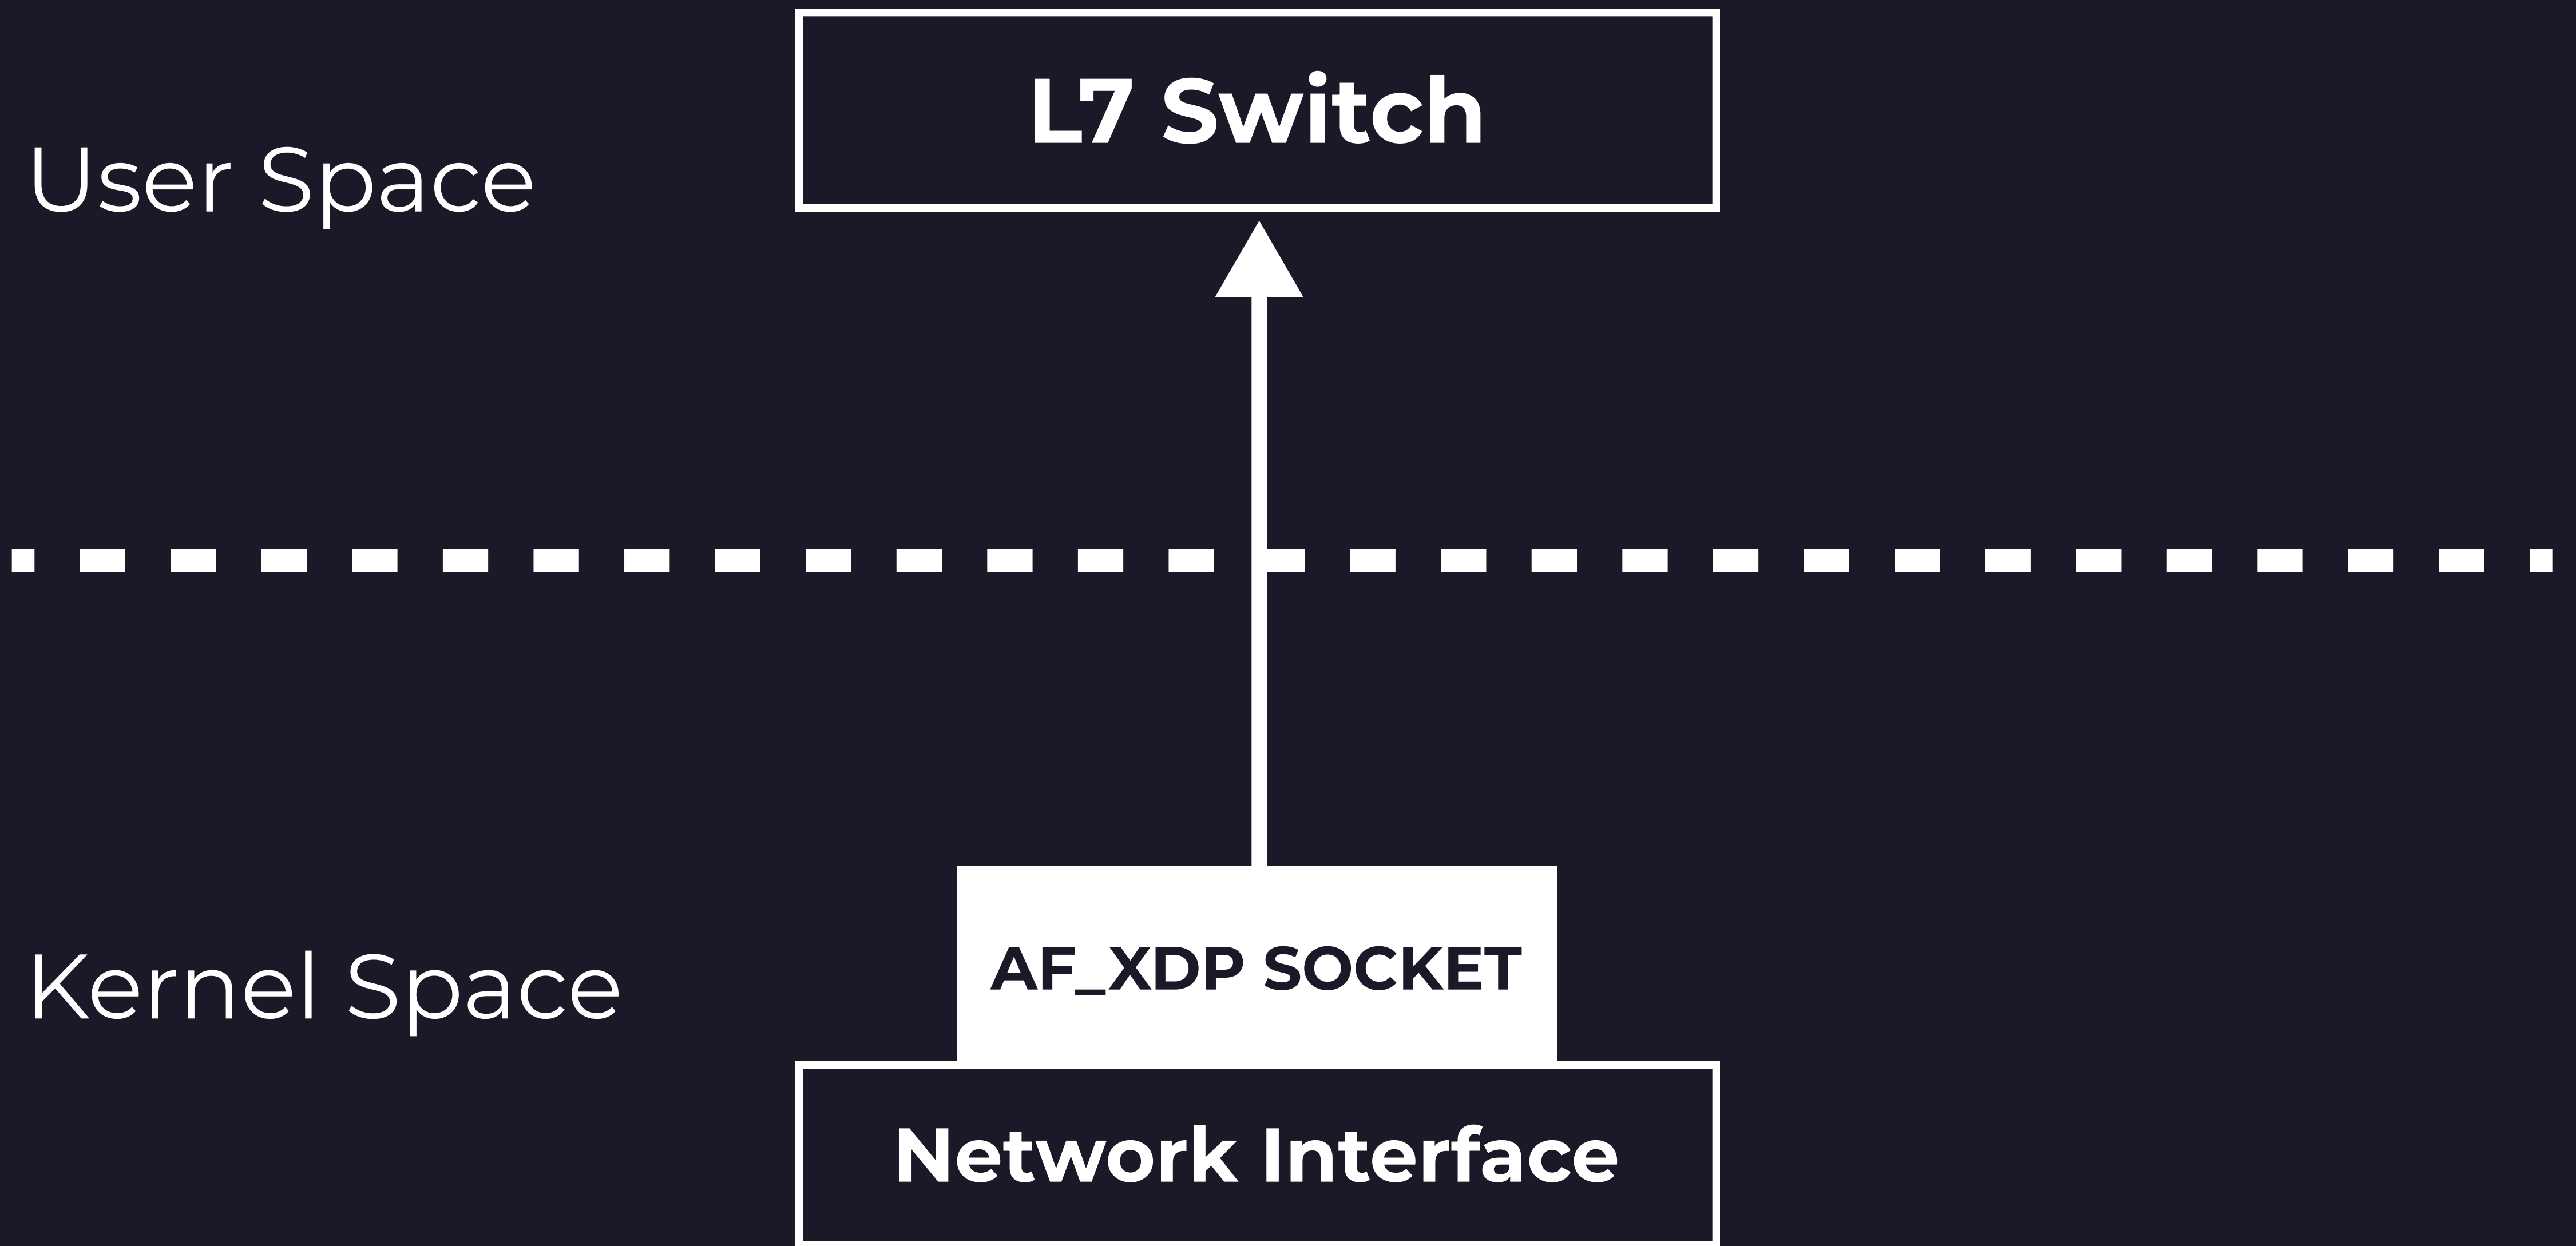 L7 Switch
User Space
AF_XDP SOCKET
Kernel Space
Network Interface